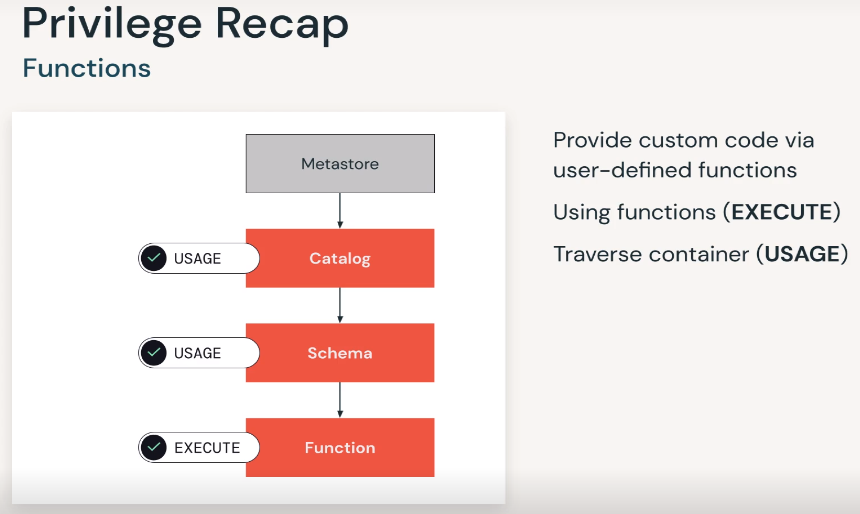 Privilege Recap
Functions
Metastore
USAGE
Catalog
USAGE
Schema
EXECUTE
Function
Provide custom code via
user-defined functions
Using functions (EXECUTE)
Traverse container (USAGE)